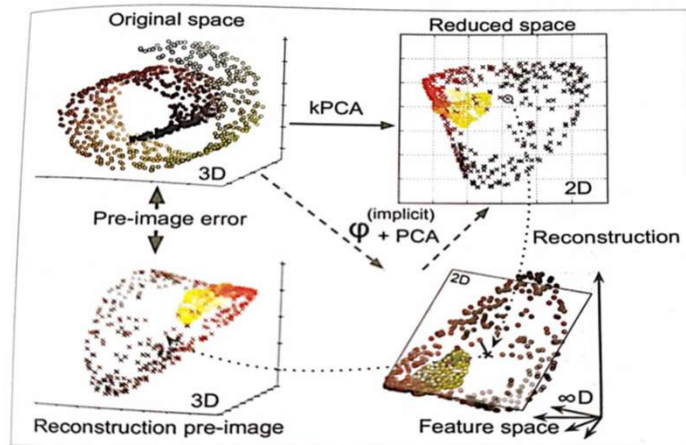 Original space
Reduced space
kPCA
3D
2D
Pre-image error
φ (implicit)
+ PCA
Reconstruction
2D
3D
∞D
Reconstruction pre-image
Feature space